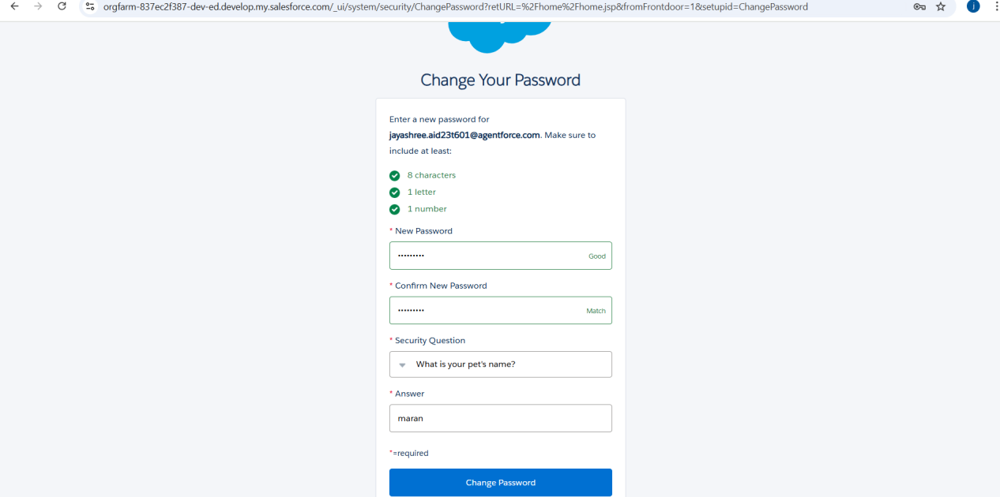 orgfarm-837ec2f387-dev-ed.develop.my.salesforce.com/_ui/system/security/ChangePassword?retURL=%2Fhome%2Fhome.jsp&fromFrontdoor=1&setupid=ChangePassword
j
Change Your Password
Enter a new password for
jayashree.aid23t601@agentforce.com. Make sure to
include at least:
8 characters
1 letter
1 number
* New Password
••••••••• Good
* Confirm New Password
••••••••• Match
* Security Question
What is your pet's name?
* Answer
maran
*=required
Change Password